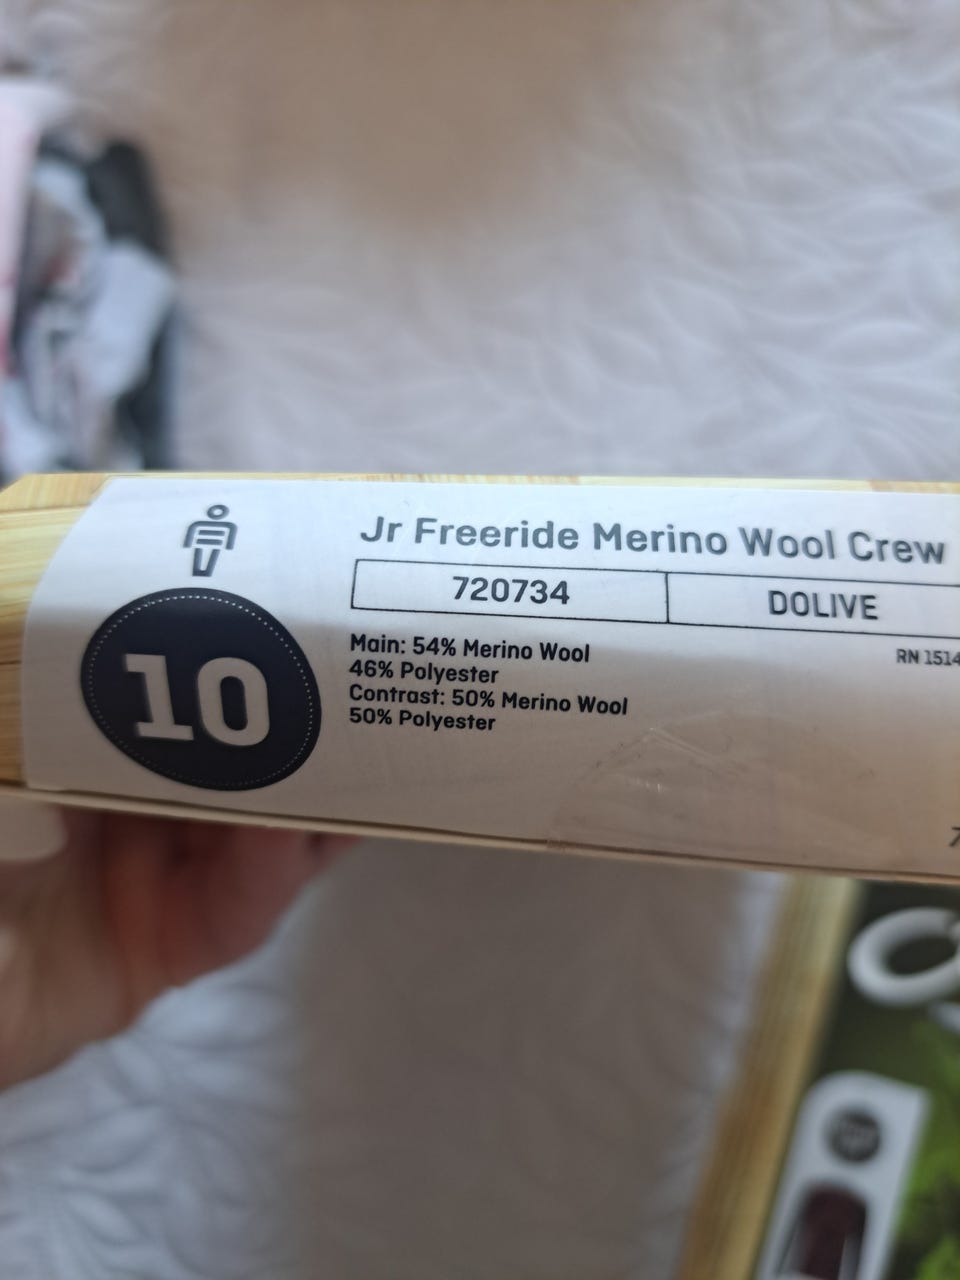 Jr Freeride Merino Wool Crew
720734 DOLIVE
10
Main: 54% Merino Wool
46% Polyester
Contrast: 50% Merino Wool
50% Polyester
RN 1514
7